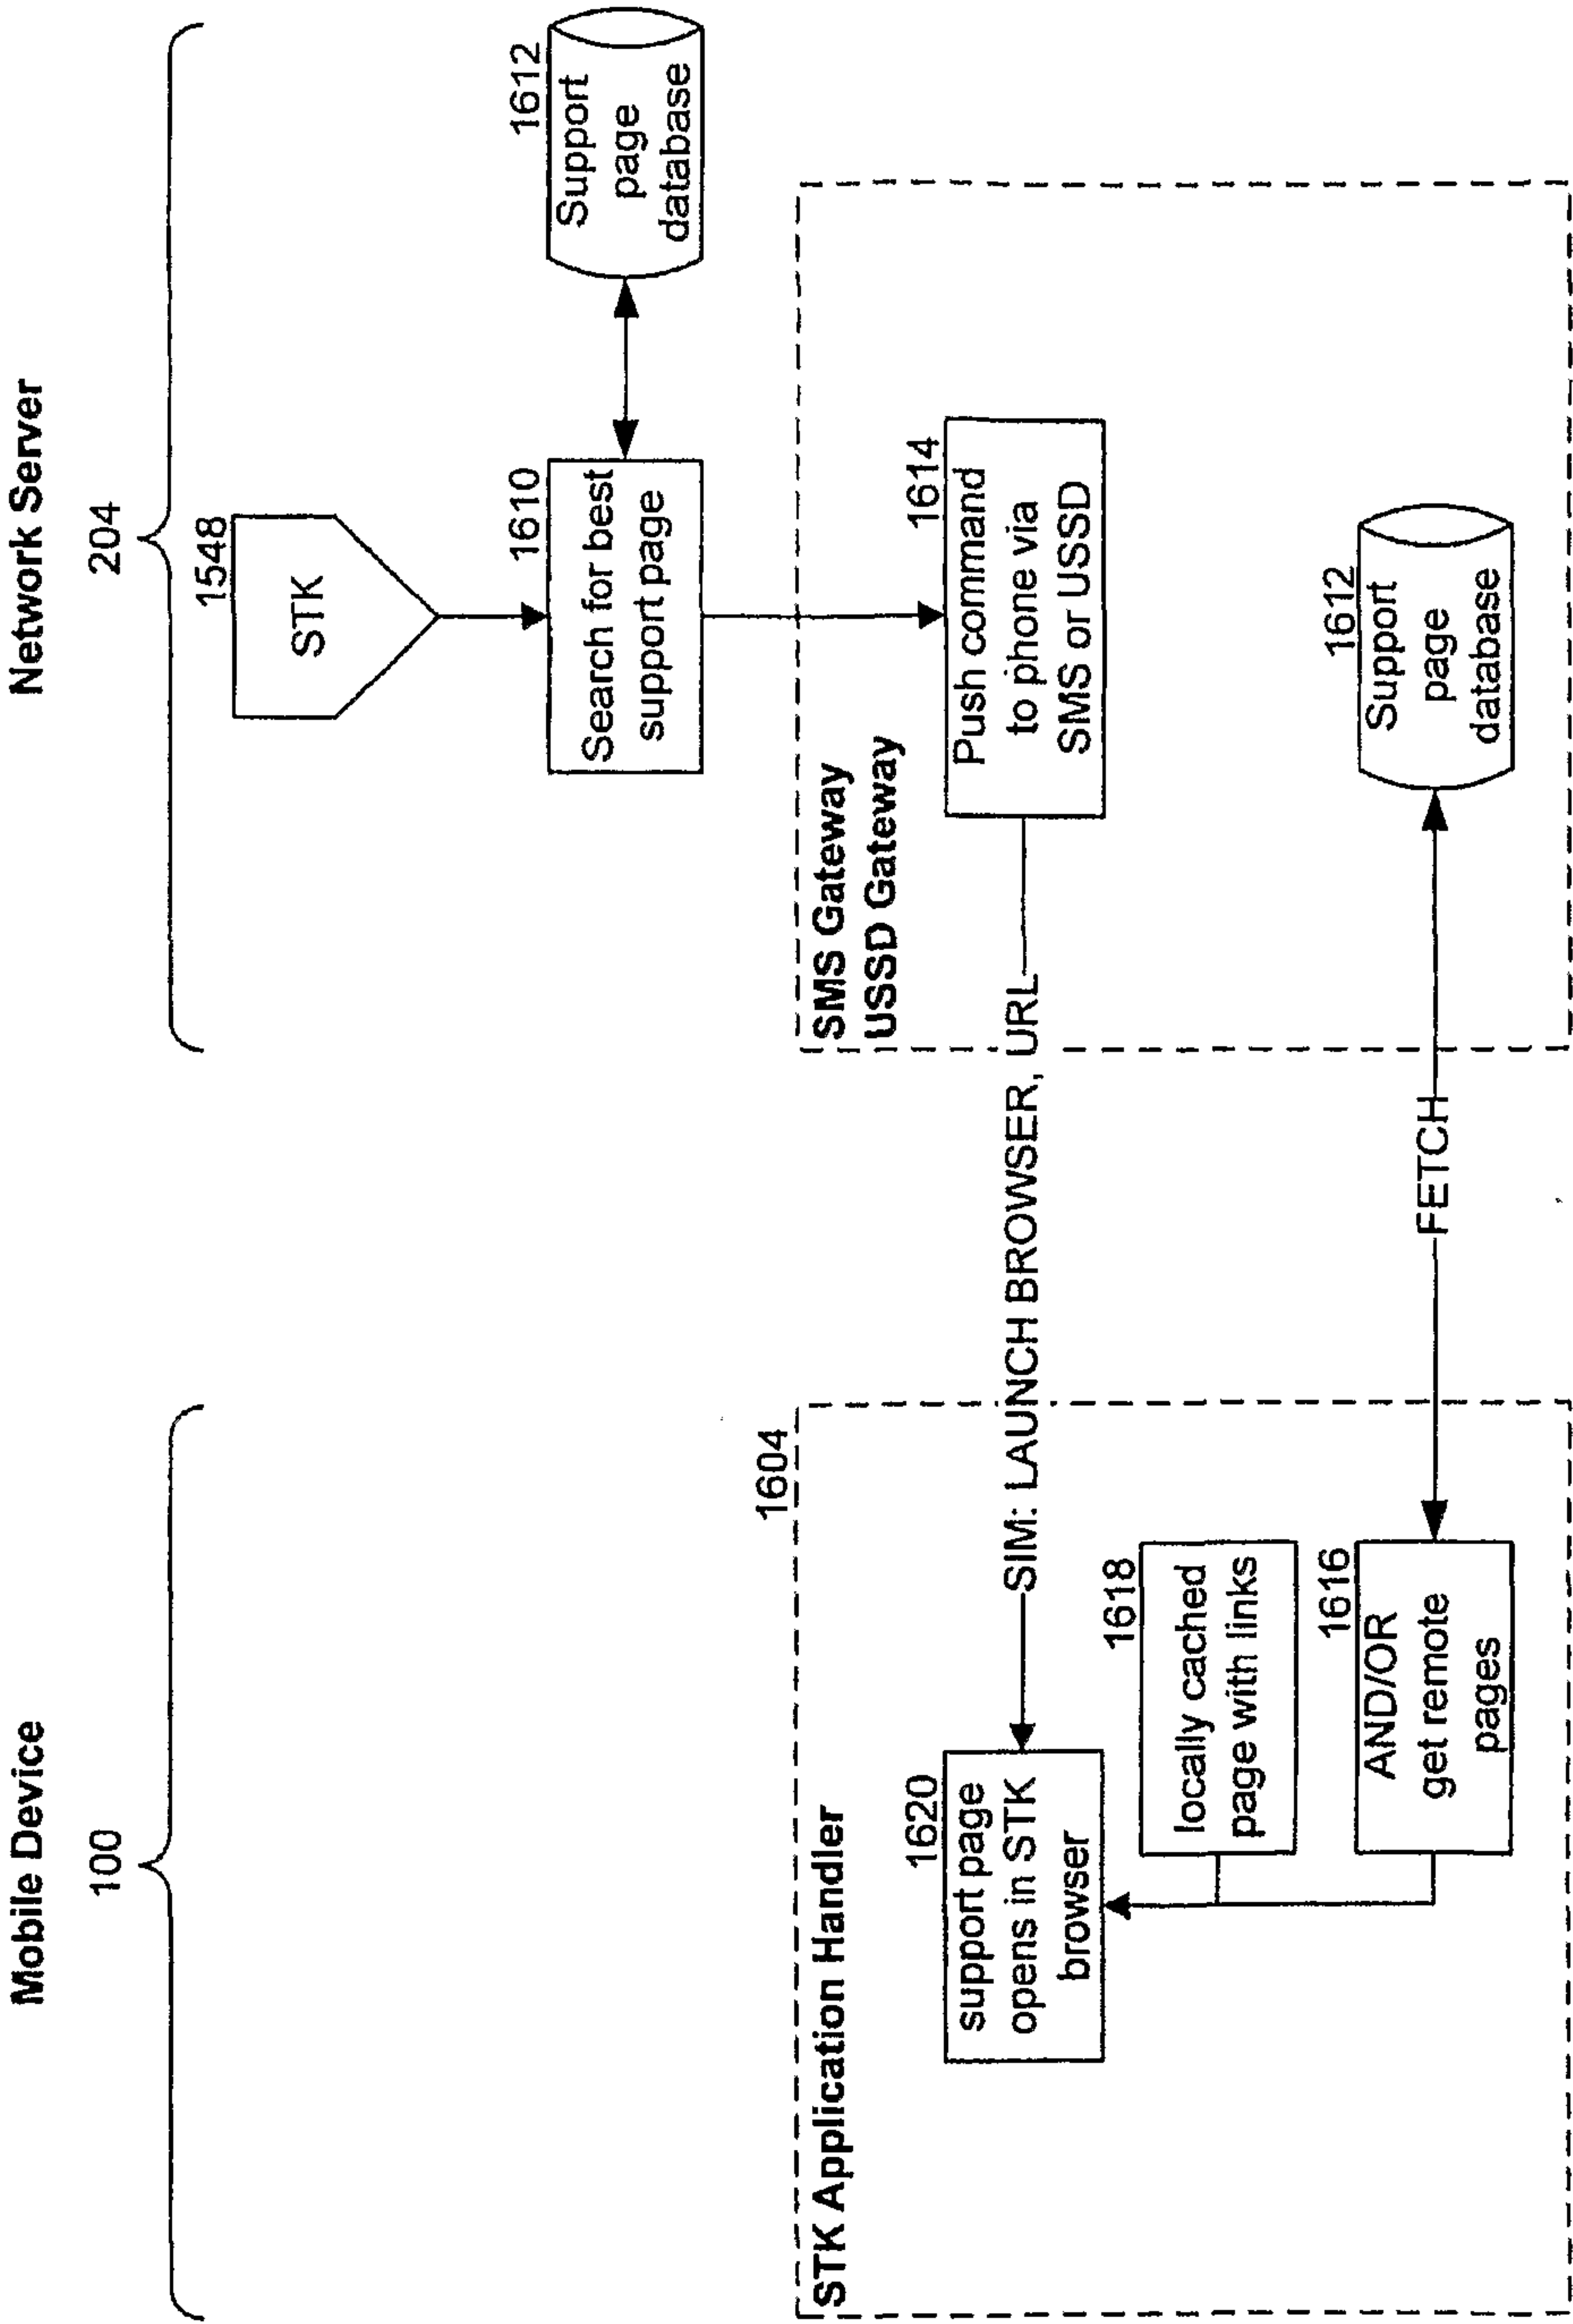 Mobile Device
100
Network Server
204
1548
STK
1610
Search for best
support page
1612
Support
page
database
1604
STK Application Handler
SMS Gateway
USSD Gateway
1620
support page
opens in STK
browser
SIM: LAUNCH BROWSER, URL
1614
Push command
to phone via
SMS or USSD
1618
locally cached
page with links
1616
AND/OR
get remote
pages
FETCH
1612
Support
page
database